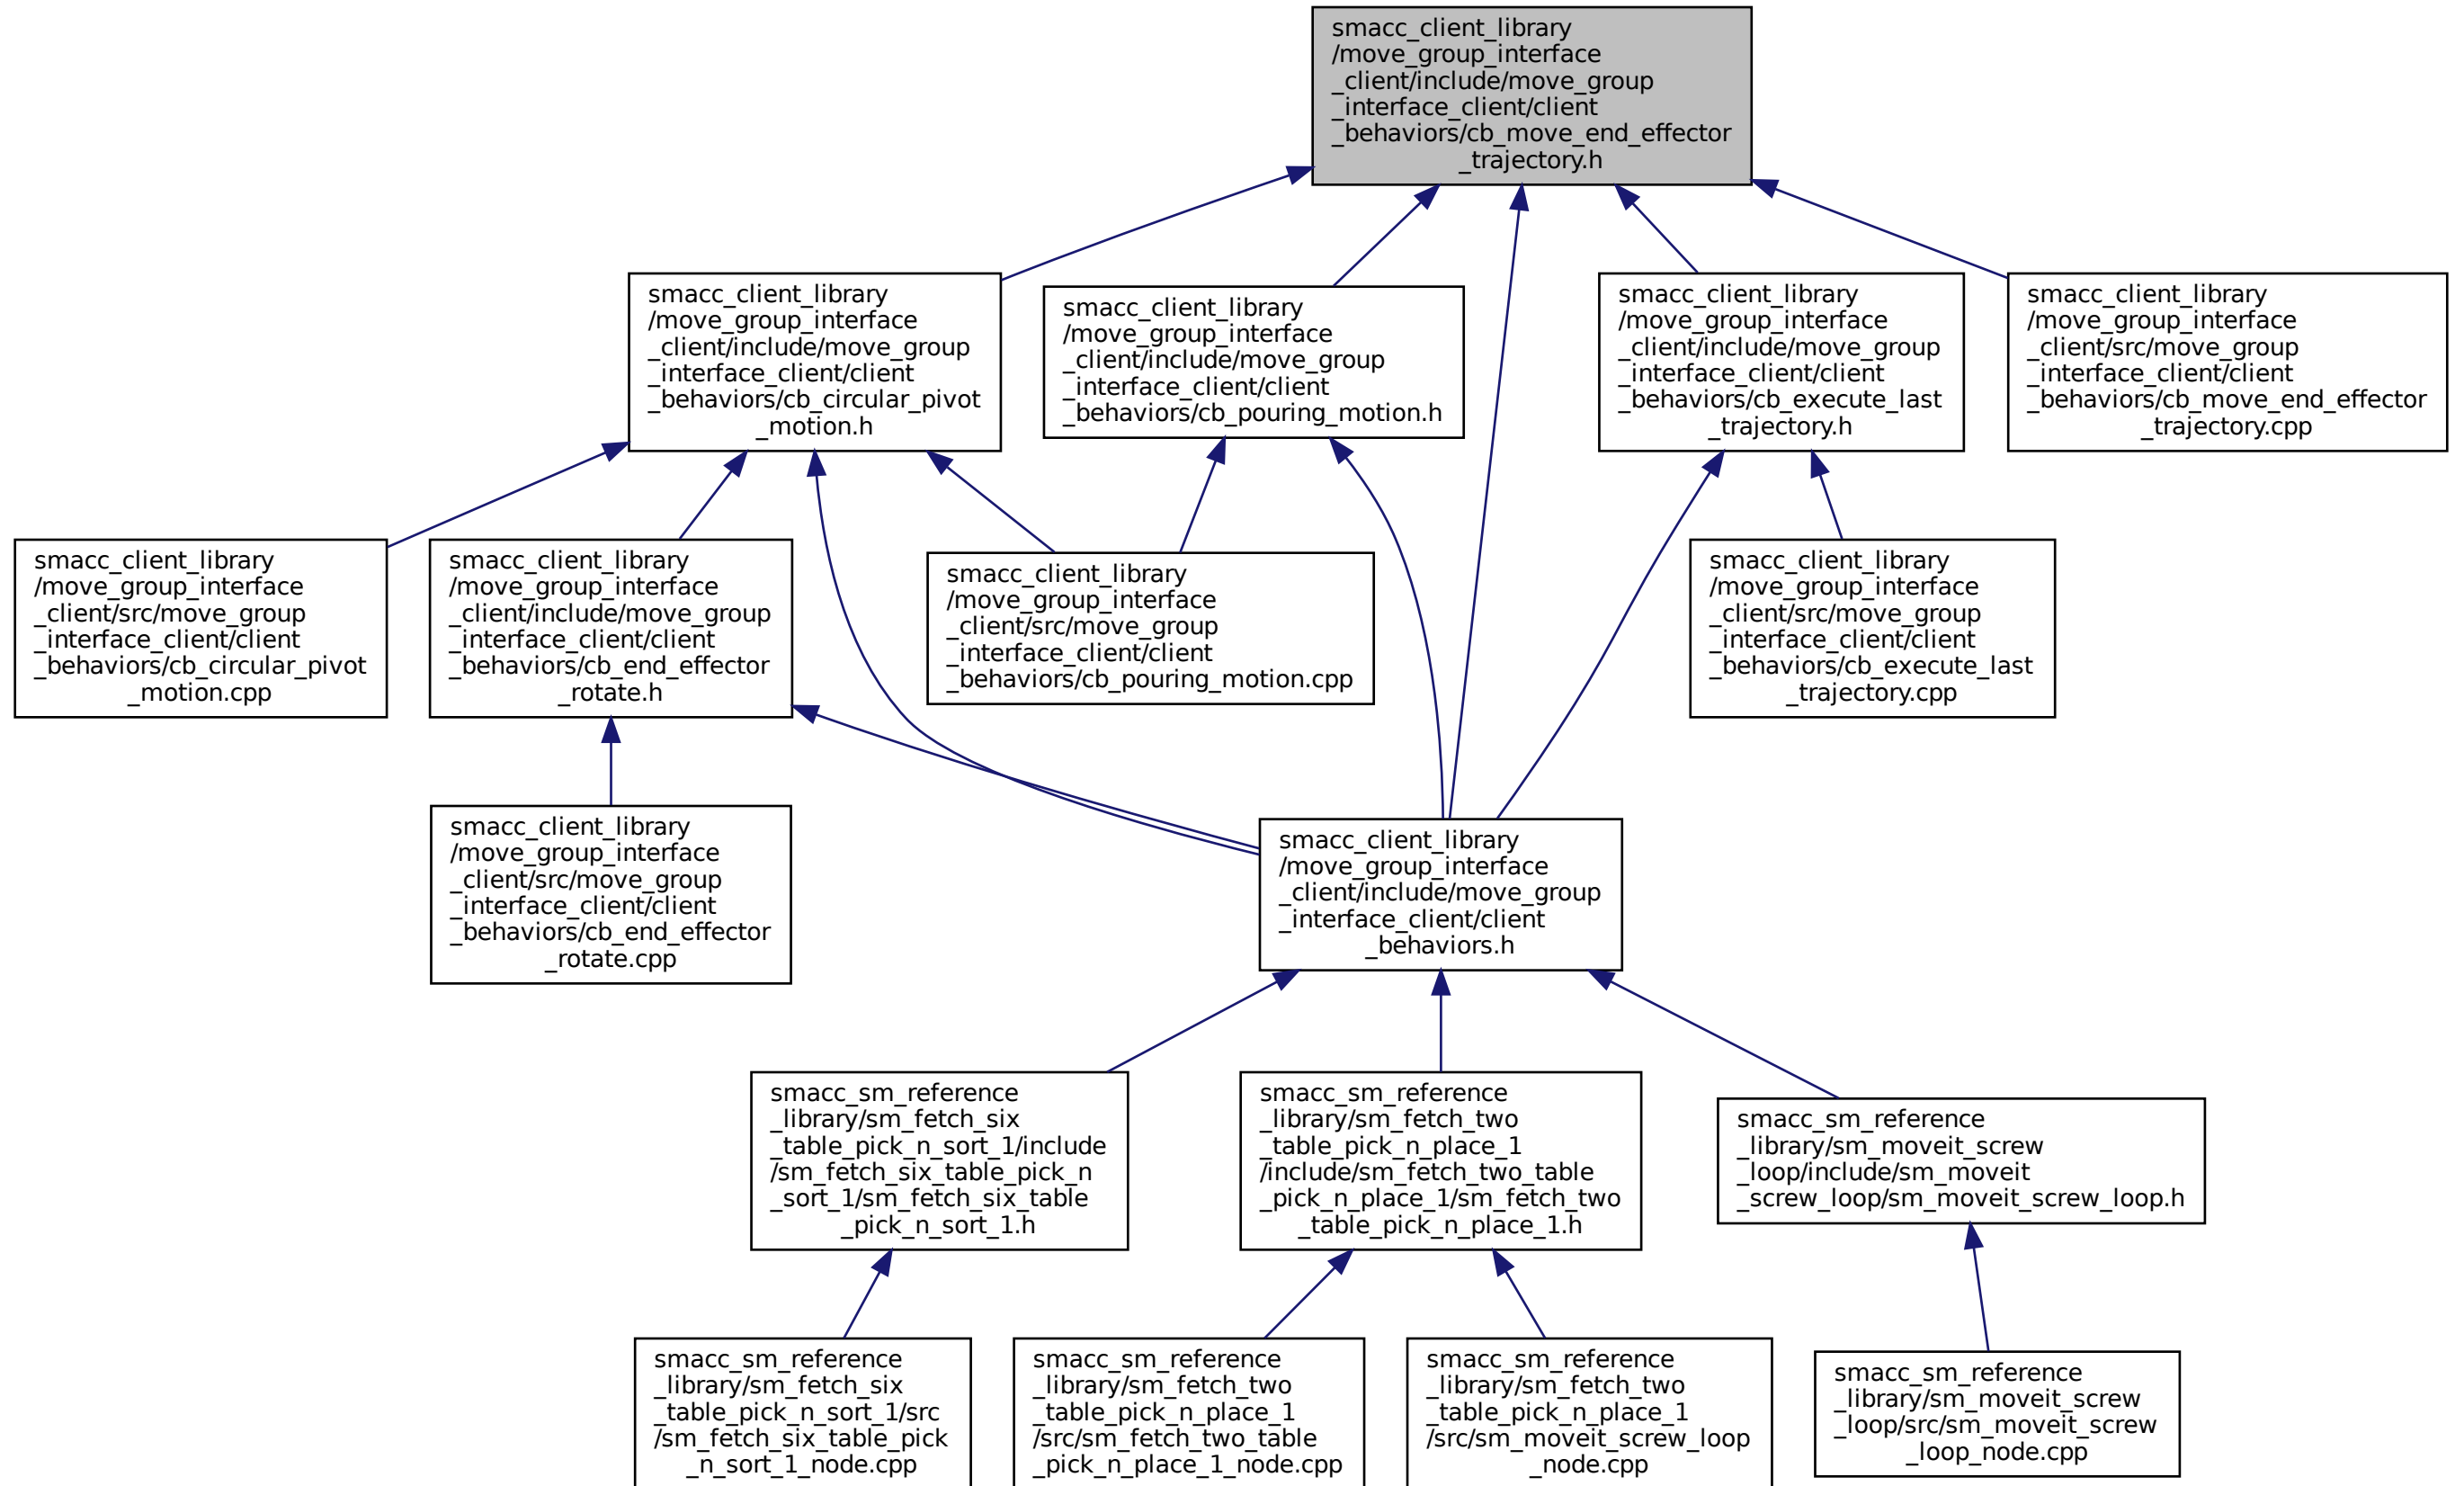 smacc_client_library
/move_group_interface
_client/include/move_group
_interface_client/client
_behaviors/cb_move_end_effector
_trajectory.h
smacc_client_library
/move_group_interface
_client/include/move_group
_interface_client/client
_behaviors/cb_circular_pivot
_motion.h
smacc_client_library
/move_group_interface
_client/include/move_group
_interface_client/client
_behaviors/cb_pouring_motion.h
smacc_client_library
/move_group_interface
_client/include/move_group
_interface_client/client
_behaviors/cb_execute_last
_trajectory.h
smacc_client_library
/move_group_interface
_client/src/move_group
_interface_client/client
_behaviors/cb_move_end_effector
_trajectory.cpp
smacc_client_library
/move_group_interface
_client/src/move_group
_interface_client/client
_behaviors/cb_circular_pivot
_motion.cpp
smacc_client_library
/move_group_interface
_client/include/move_group
_interface_client/client
_behaviors/cb_end_effector
_rotate.h
smacc_client_library
/move_group_interface
_client/src/move_group
_interface_client/client
_behaviors/cb_pouring_motion.cpp
smacc_client_library
/move_group_interface
_client/src/move_group
_interface_client/client
_behaviors/cb_execute_last
_trajectory.cpp
smacc_client_library
/move_group_interface
_client/src/move_group
_interface_client/client
_behaviors/cb_end_effector
_rotate.cpp
smacc_client_library
/move_group_interface
_client/include/move_group
_interface_client/client
_behaviors.h
smacc_sm_reference
_library/sm_fetch_six
_table_pick_n_sort_1/include
/sm_fetch_six_table_pick_n
_sort_1/sm_fetch_six_table
_pick_n_sort_1.h
smacc_sm_reference
_library/sm_fetch_two
_table_pick_n_place_1
/include/sm_fetch_two_table
_pick_n_place_1/sm_fetch_two
_table_pick_n_place_1.h
smacc_sm_reference
_library/sm_moveit_screw
_loop/include/sm_moveit
_screw_loop/sm_moveit_screw_loop.h
smacc_sm_reference
_library/sm_fetch_six
_table_pick_n_sort_1/src
/sm_fetch_six_table_pick
_n_sort_1_node.cpp
smacc_sm_reference
_library/sm_fetch_two
_table_pick_n_place_1
/src/sm_fetch_two_table
_pick_n_place_1_node.cpp
smacc_sm_reference
_library/sm_fetch_two
_table_pick_n_place_1
/src/sm_moveit_screw_loop
_node.cpp
smacc_sm_reference
_library/sm_moveit_screw
_loop/src/sm_moveit_screw
_loop_node.cpp